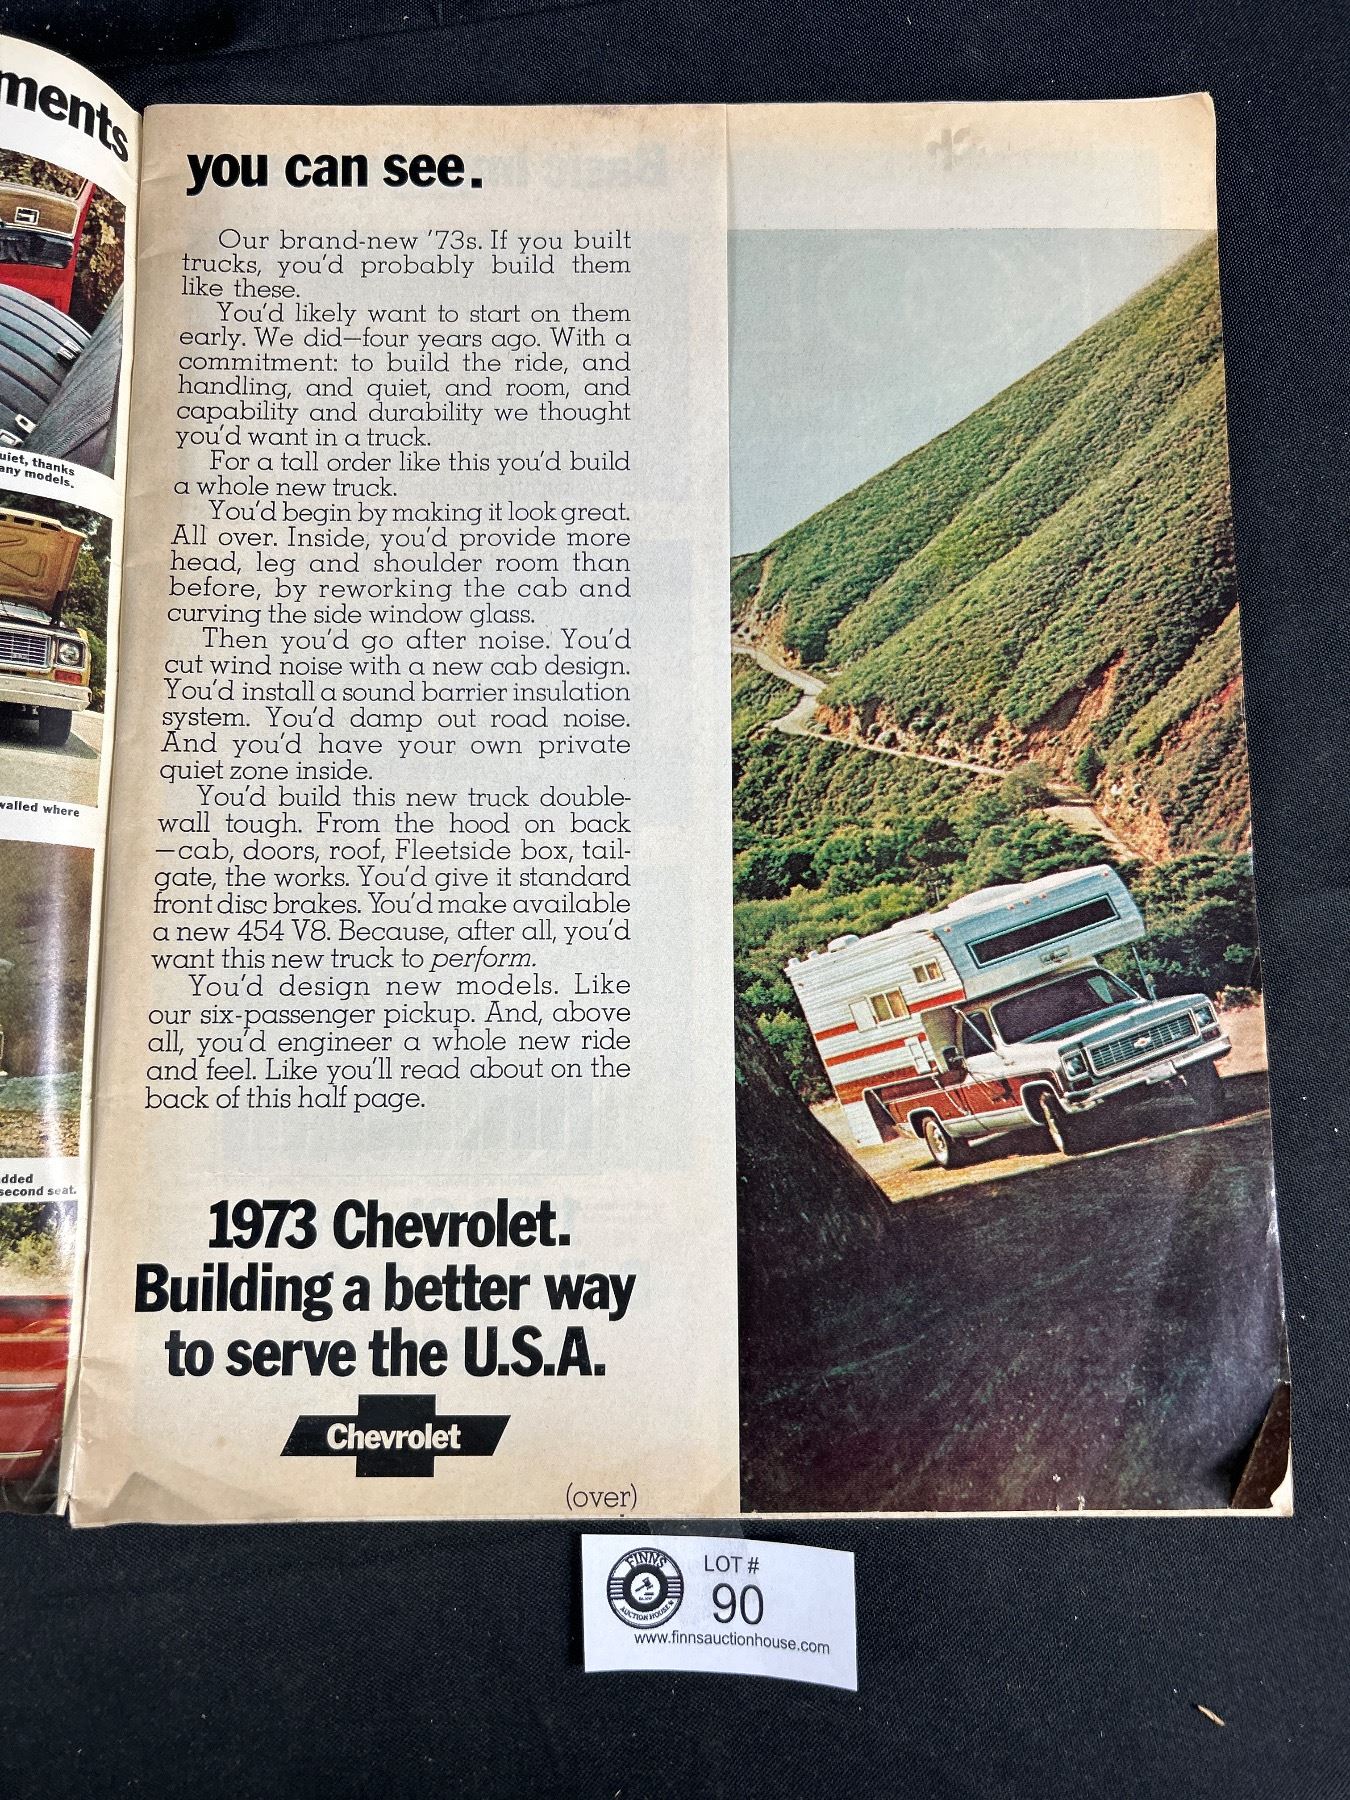 ments
uiet, thanks
any models.
walled where
dded
second seat.
you can see.
Our brand-new '73s. If you built
trucks, you'd probably build them
like these.
You'd likely want to start on them
early. We did—four years ago. With a
commitment: to build the ride, and
handling, and quiet, and room, and
capability and durability we thought
you'd want in a truck.
For a tall order like this you'd build
a whole new truck.
You'd begin by making it look great.
All over. Inside, you'd provide more
head, leg and shoulder room than
before, by reworking the cab and
curving the side window glass.
Then you'd go after noise. You'd
cut wind noise with a new cab design.
You'd install a sound barrier insulation
system. You'd damp out road noise.
And you'd have your own private
quiet zone inside.
You'd build this new truck double-
wall tough. From the hood on back
—cab, doors, roof, Fleetside box, tail-
gate, the works. You'd give it standard
front disc brakes. You'd make available
a new 454 V8. Because, after all, you'd
want this new truck to perform.
You'd design new models. Like
our six-passenger pickup. And, above
all, you'd engineer a whole new ride
and feel. Like you'll read about on the
back of this half page.
1973 Chevrolet.
Building a better way
to serve the U.S.A.
Chevrolet
(over)
FINNS
AUCTION HOUSE
LOT #
90
www.finnsauctionhouse.com